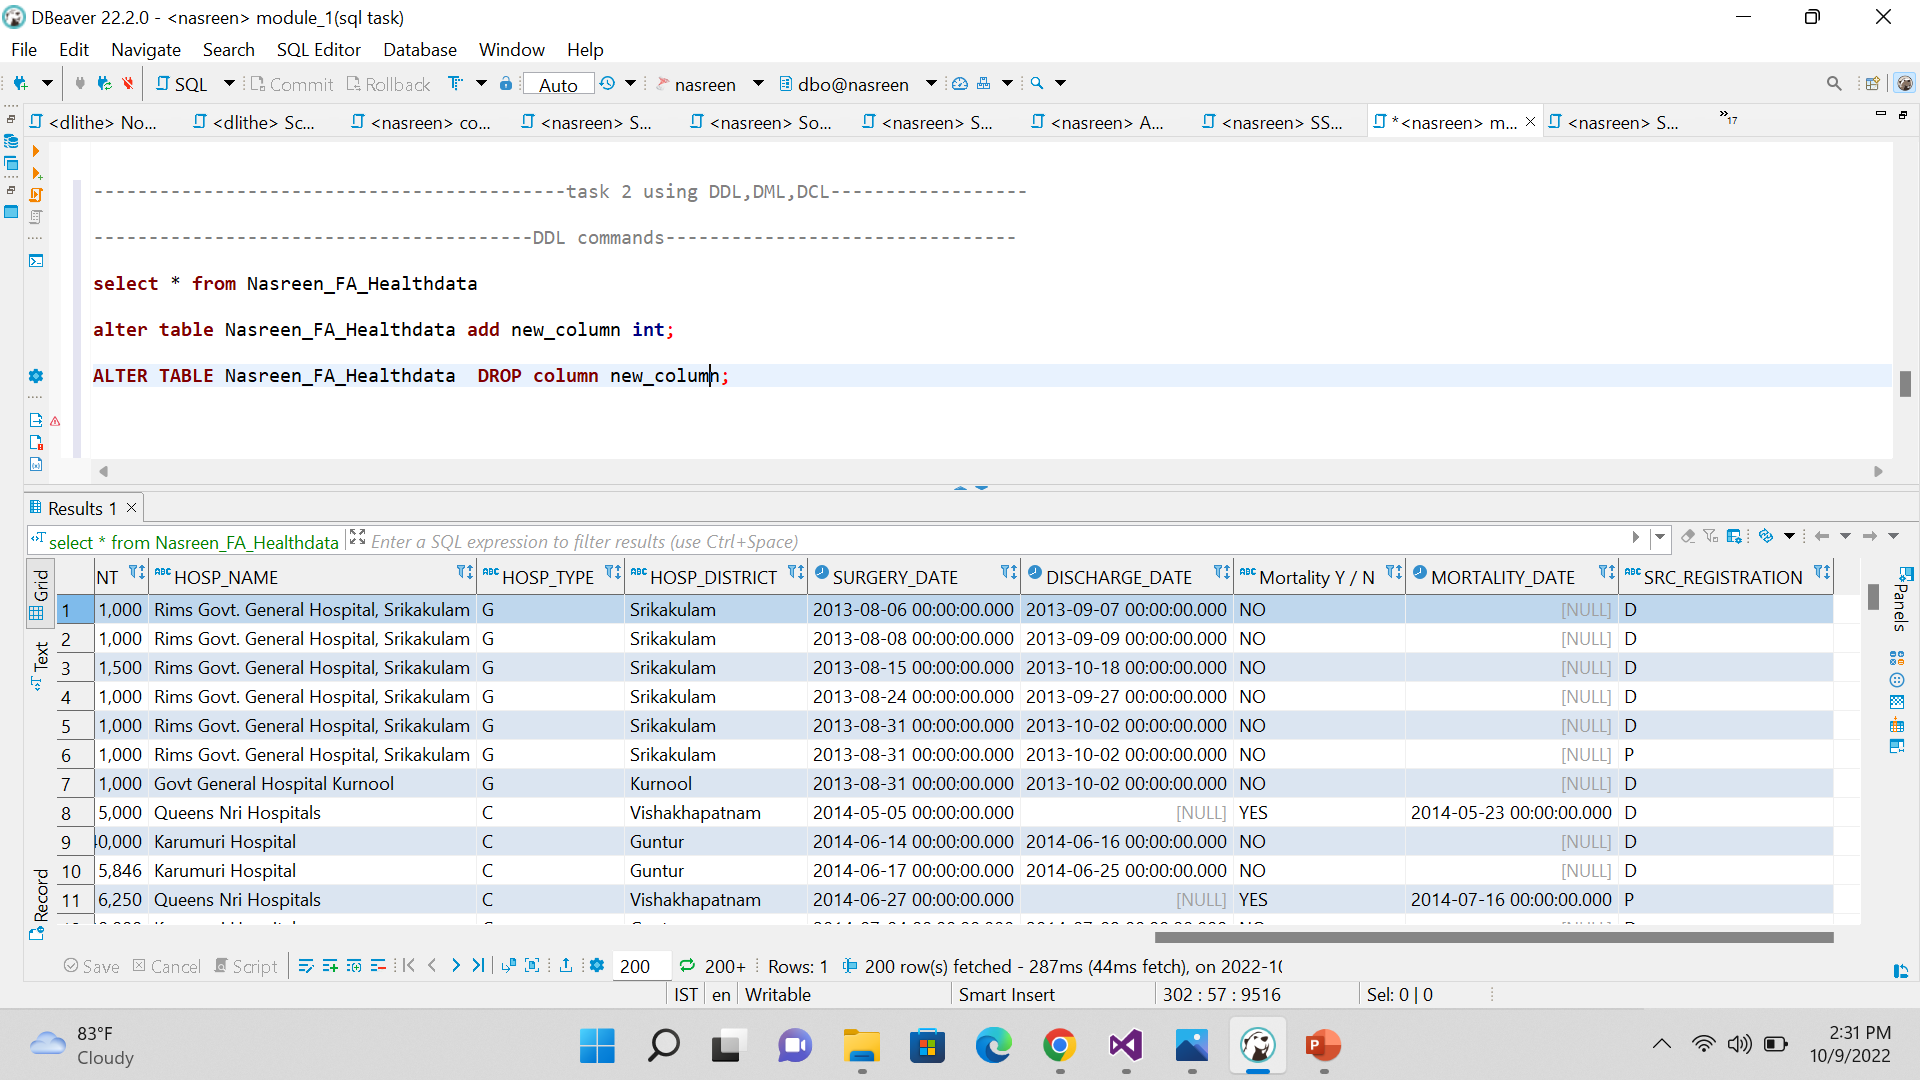 DBeaver 22.2.0 - <nasreen> module_1(sql task)
File Edit Navigate Search SQL Editor Database Window Help
SQL Commit Rollback Auto nasreen dbo@nasreen
<dlithe> No... <dlithe> Sc... <nasreen> co... <nasreen> S... <nasreen> So... <nasreen> S... <nasreen> A... <nasreen> SS... *<nasreen> m... <nasreen> S... »17
-------------------------------------------task 2 using DDL,DML,DCL------------------
----------------------------------------DDL commands--------------------------------
select * from Nasreen_FA_Healthdata
alter table Nasreen_FA_Healthdata add new_column int;
ALTER TABLE Nasreen_FA_Healthdata  DROP column new_column;
Results 1
select * from Nasreen_FA_Healthdata Enter a SQL expression to filter results (use Ctrl+Space)
Grid Text Record Panels
NT HOSP_NAME HOSP_TYPE HOSP_DISTRICT SURGERY_DATE DISCHARGE_DATE Mortality Y / N MORTALITY_DATE SRC_REGISTRATION
1 1,000 Rims Govt. General Hospital, Srikakulam G Srikakulam 2013-08-06 00:00:00.000 2013-09-07 00:00:00.000 NO [NULL] D
2 1,000 Rims Govt. General Hospital, Srikakulam G Srikakulam 2013-08-08 00:00:00.000 2013-09-09 00:00:00.000 NO [NULL] D
3 1,500 Rims Govt. General Hospital, Srikakulam G Srikakulam 2013-08-15 00:00:00.000 2013-10-18 00:00:00.000 NO [NULL] D
4 1,000 Rims Govt. General Hospital, Srikakulam G Srikakulam 2013-08-24 00:00:00.000 2013-09-27 00:00:00.000 NO [NULL] D
5 1,000 Rims Govt. General Hospital, Srikakulam G Srikakulam 2013-08-31 00:00:00.000 2013-10-02 00:00:00.000 NO [NULL] D
6 1,000 Rims Govt. General Hospital, Srikakulam G Srikakulam 2013-08-31 00:00:00.000 2013-10-02 00:00:00.000 NO [NULL] P
7 1,000 Govt General Hospital Kurnool G Kurnool 2013-08-31 00:00:00.000 2013-10-02 00:00:00.000 NO [NULL] D
8 5,000 Queens Nri Hospitals C Vishakhapatnam 2014-05-05 00:00:00.000 [NULL] YES 2014-05-23 00:00:00.000 D
9 0,000 Karumuri Hospital C Guntur 2014-06-14 00:00:00.000 2014-06-16 00:00:00.000 NO [NULL] D
10 5,846 Karumuri Hospital C Guntur 2014-06-17 00:00:00.000 2014-06-25 00:00:00.000 NO [NULL] D
11 6,250 Queens Nri Hospitals C Vishakhapatnam 2014-06-27 00:00:00.000 [NULL] YES 2014-07-16 00:00:00.000 P
Save Cancel Script 200 200+ Rows: 1 200 row(s) fetched - 287ms (44ms fetch), on 2022-10
IST en Writable Smart Insert 302 : 57 : 9516 Sel: 0 | 0
83°F
Cloudy
2:31 PM
10/9/2022